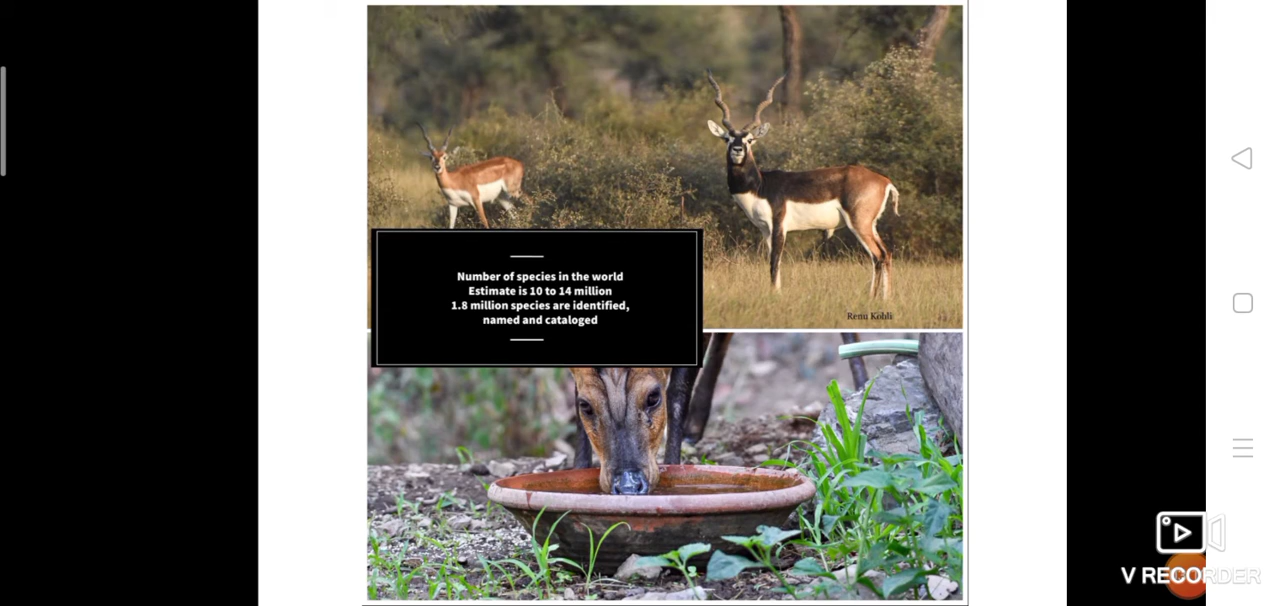 Number of species in the world
Estimate is 10 to 14 million
1.8 million species are identified,
named and cataloged
Renu Kohli
V RECORDER